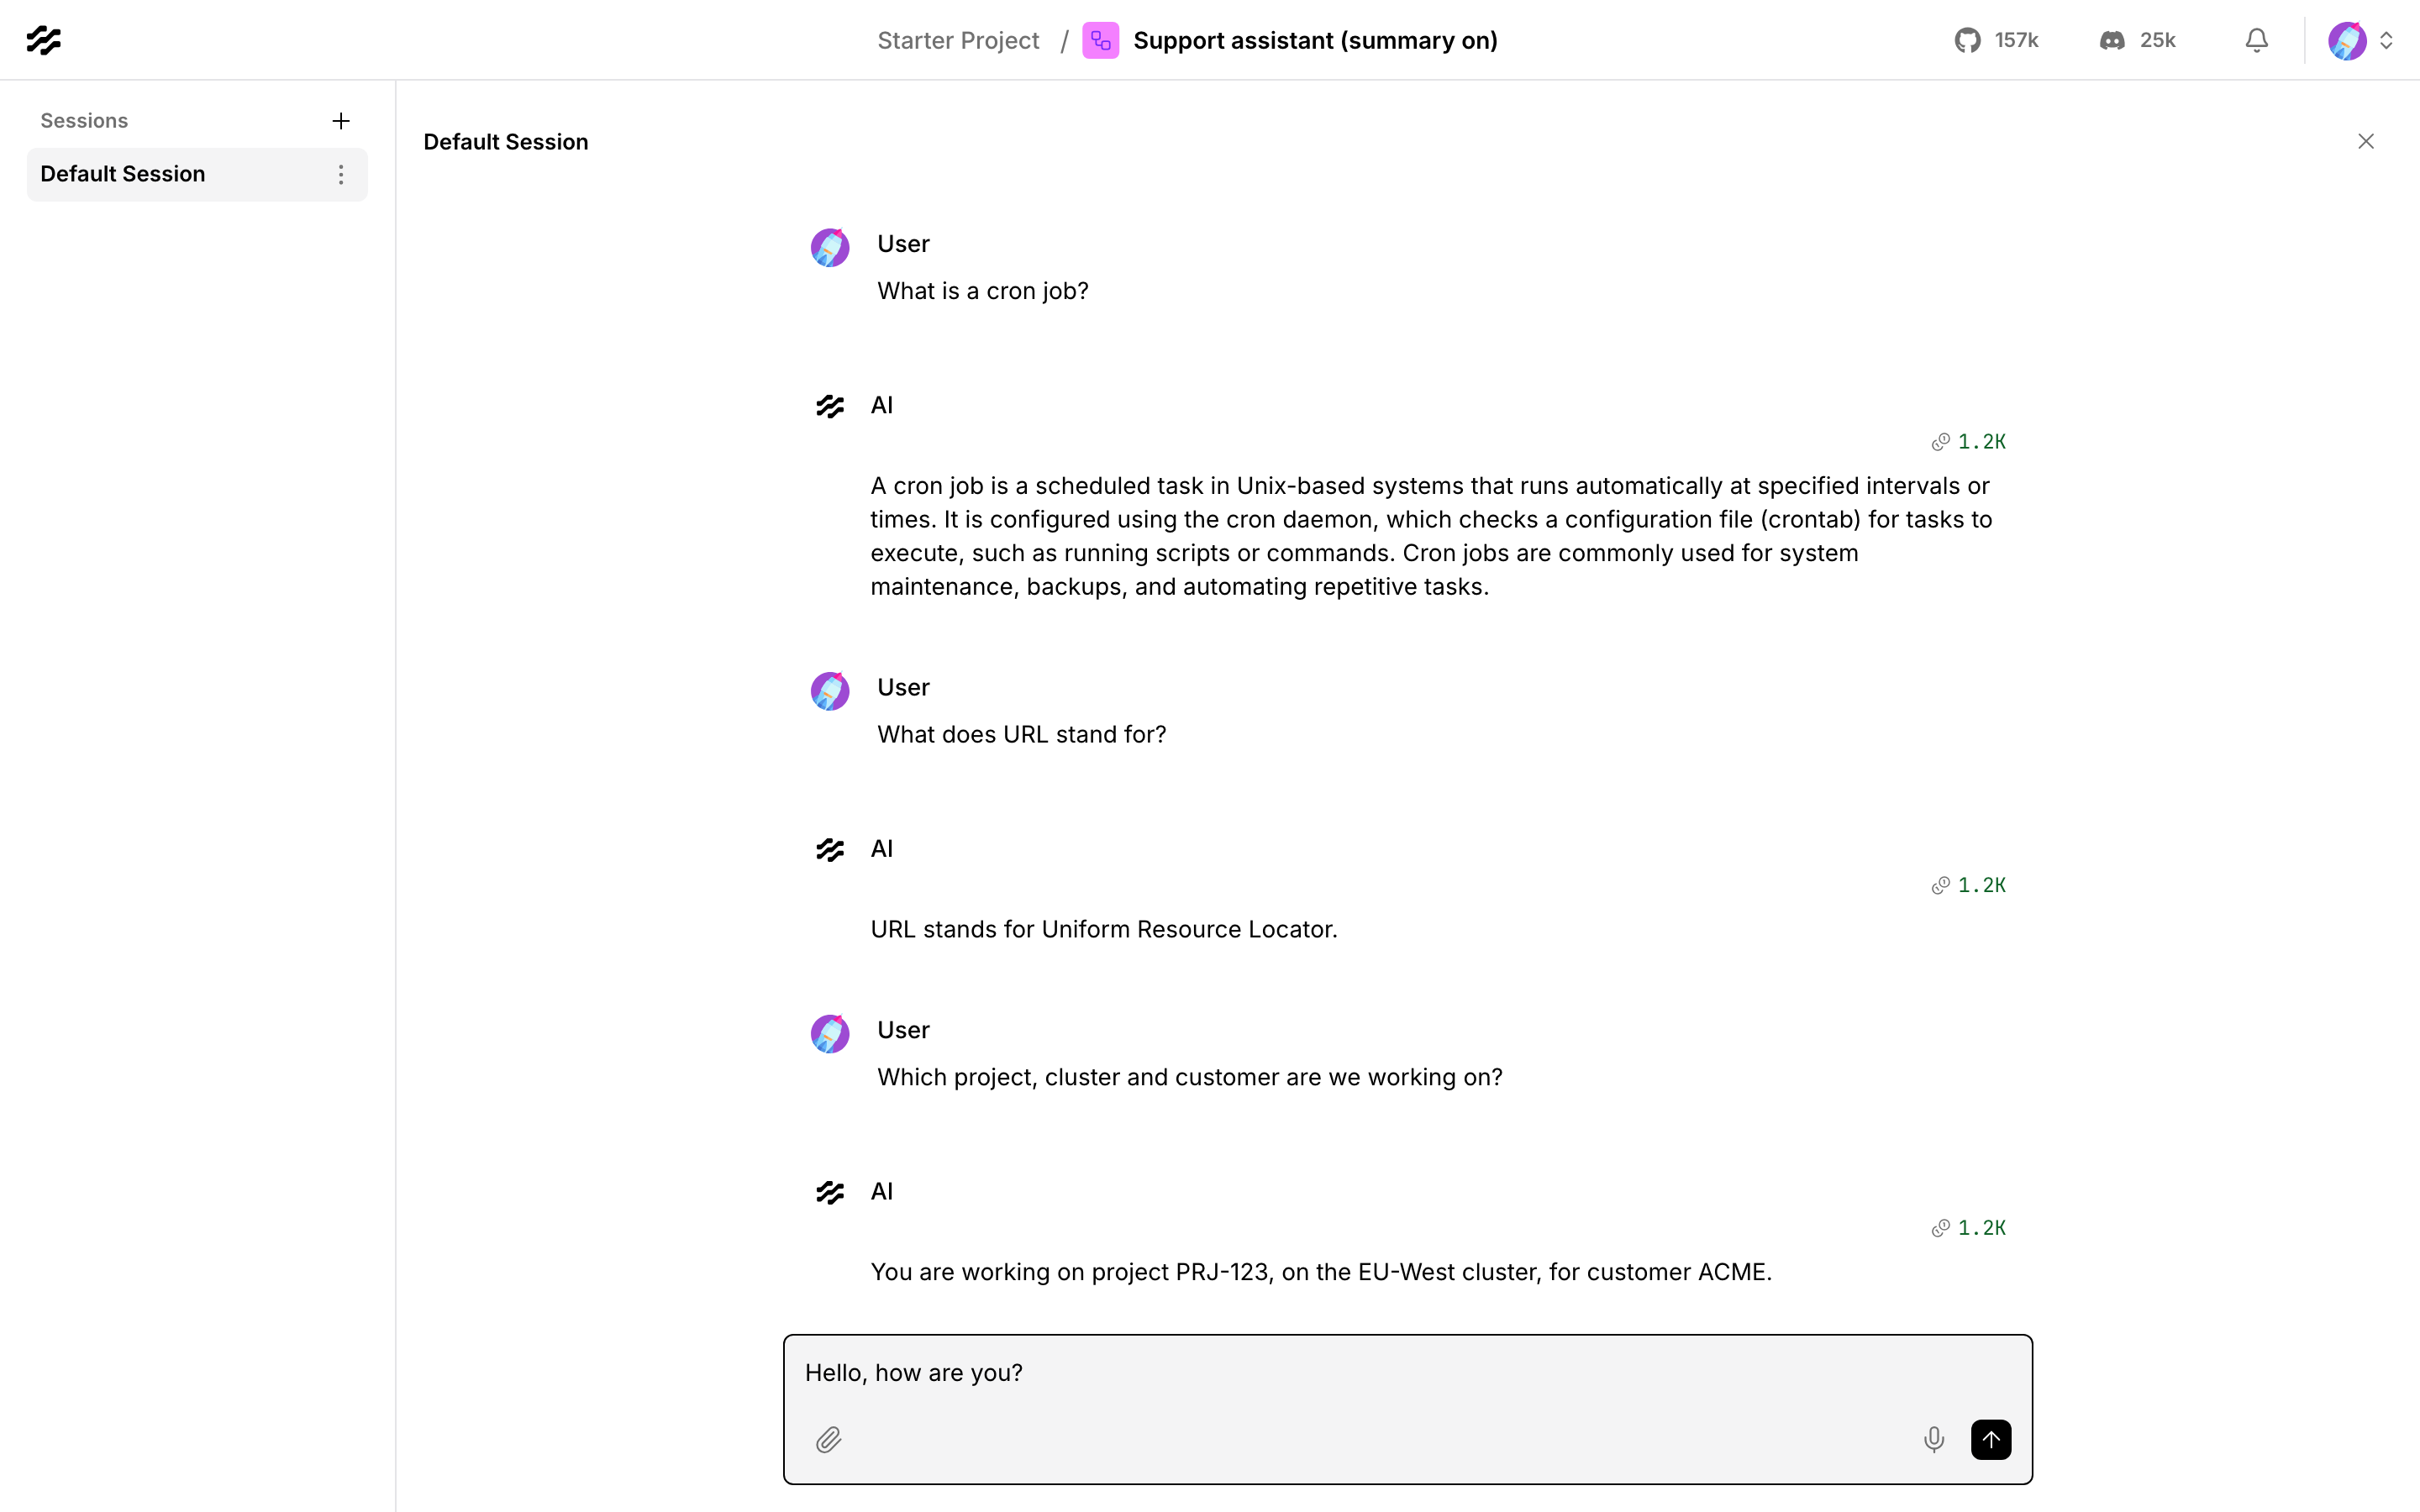 Starter Project / Support assistant (summary on)
157k
25k
Sessions
Default Session
Default Session
User
What is a cron job?
AI
1.2K
A cron job is a scheduled task in Unix-based systems that runs automatically at specified intervals or
times. It is configured using the cron daemon, which checks a configuration file (crontab) for tasks to
execute, such as running scripts or commands. Cron jobs are commonly used for system
maintenance, backups, and automating repetitive tasks.
User
What does URL stand for?
AI
1.2K
URL stands for Uniform Resource Locator.
User
Which project, cluster and customer are we working on?
AI
1.2K
You are working on project PRJ-123, on the EU-West cluster, for customer ACME.
Hello, how are you?